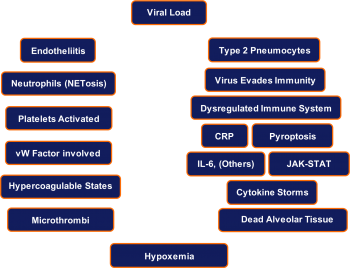 Viral Load
Endotheliitis
Type 2 Pneumocytes
Neutrophils (NETosis)
Virus Evades Immunity
Platelets Activated
Dysregulated Immune System
CRP
Pyroptosis
vW Factor involved
IL-6, (Others)
JAK-STAT
Hypercoagulable States
Cytokine Storms
Microthrombi
Dead Alveolar Tissue
Hypoxemia